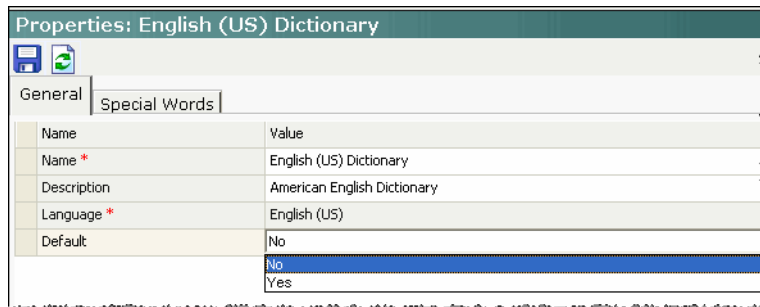 Properties: English (US) Dictionary
General Special Words
Name Value
Name * English (US) Dictionary
Description American English Dictionary
Language * English (US)
Default No
No
Yes